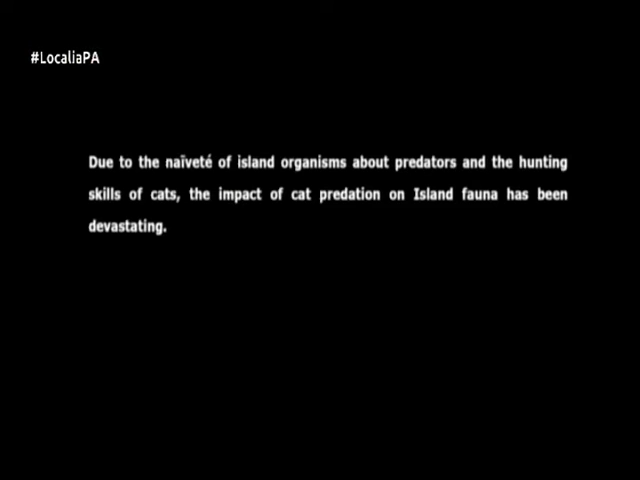 #LocaliaPA
Due to the naïveté of island organisms about predators and the hunting
skills of cats, the impact of cat predation on Island fauna has been
devastating.